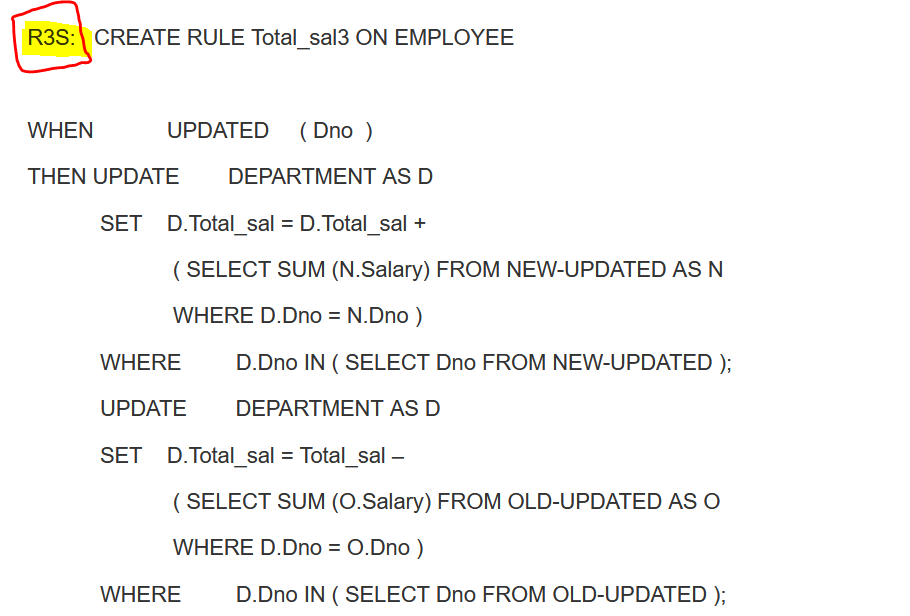 R3S: CREATE RULE Total_sal3 ON EMPLOYEE
WHEN UPDATED ( Dno )
THEN UPDATE DEPARTMENT AS D
SET D.Total_sal = D.Total_sal +
( SELECT SUM (N.Salary) FROM NEW-UPDATED AS N
WHERE D.Dno = N.Dno )
WHERE D.Dno IN ( SELECT Dno FROM NEW-UPDATED );
UPDATE DEPARTMENT AS D
SET D.Total_sal = Total_sal –
( SELECT SUM (O.Salary) FROM OLD-UPDATED AS O
WHERE D.Dno = O.Dno )
WHERE D.Dno IN ( SELECT Dno FROM OLD-UPDATED );